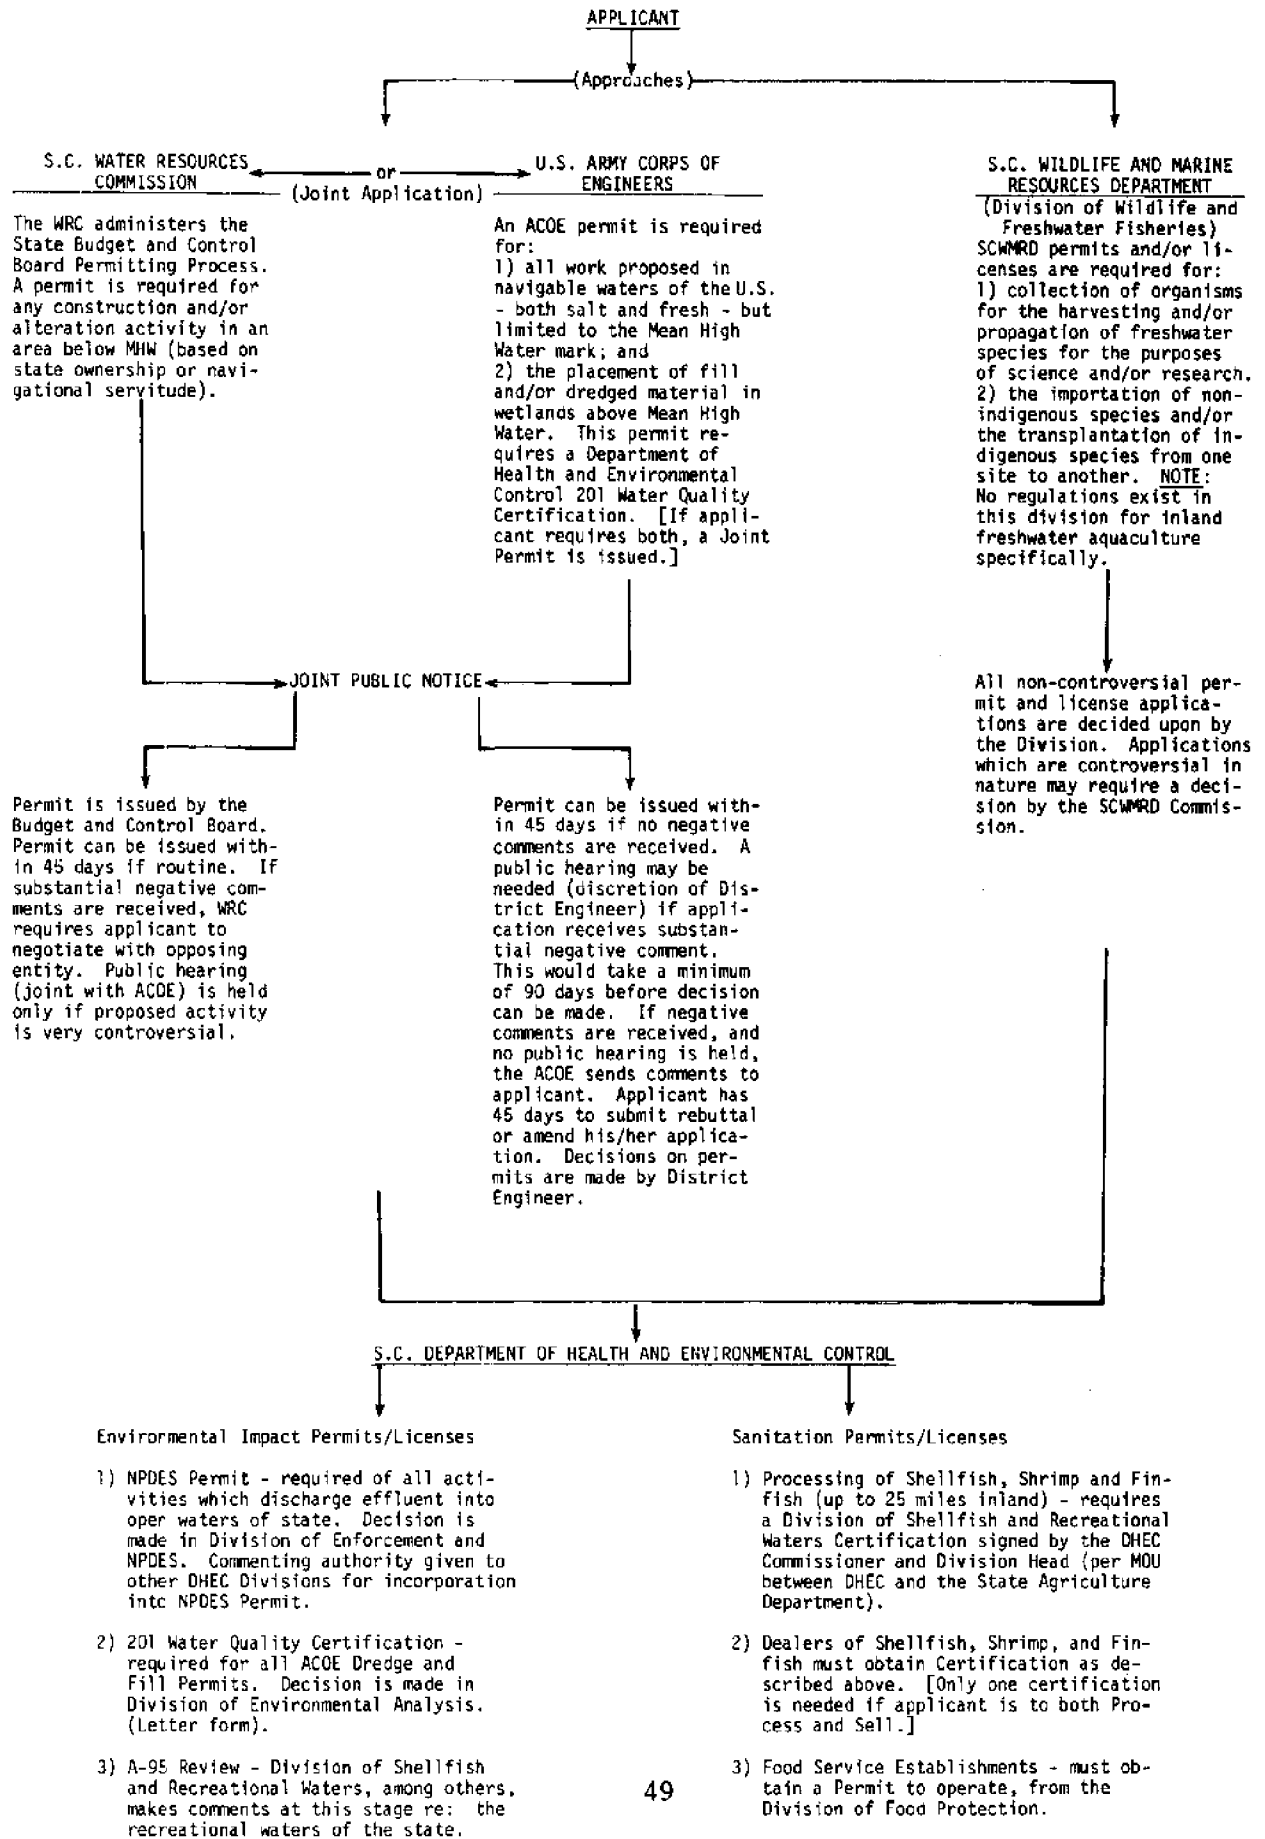 APPLICANT
(Approaches)
S.C. WATER RESOURCES
COMMISSION
or
(Joint Application)
U.S. ARMY CORPS OF
ENGINEERS
S.C. WILDLIFE AND MARINE
RESOURCES DEPARTMENT
(Division of Wildlife and
Freshwater Fisheries)
The WRC administers the
State Budget and Control
Board Permitting Process.
A permit is required for
any construction and/or
alteration activity in an
area below MHW (based on
state ownership or navi-
gational servitude).
An ACOE permit is required
for:
1) all work proposed in
navigable waters of the U.S.
- both salt and fresh - but
limited to the Mean High
Water mark; and
2) the placement of fill
and/or dredged material in
wetlands above Mean High
Water. This permit re-
quires a Department of
Health and Environmental
Control 201 Water Quality
Certification. [If appli-
cant requires both, a Joint
Permit is issued.]
SCWMRD permits and/or li-
censes are required for:
1) collection of organisms
for the harvesting and/or
propagation of freshwater
species for the purposes
of science and/or research.
2) the importation of non-
indigenous species and/or
the transplantation of in-
digenous species from one
site to another. NOTE:
No regulations exist in
this division for inland
freshwater aquaculture
specifically.
JOINT PUBLIC NOTICE
All non-controversial per-
mit and license applica-
tions are decided upon by
the Division. Applications
which are controversial in
nature may require a deci-
sion by the SCWMRD Commis-
sion.
Permit is issued by the
Budget and Control Board.
Permit can be issued with-
in 45 days if routine. If
substantial negative com-
ments are received, WRC
requires applicant to
negotiate with opposing
entity. Public hearing
(joint with ACOE) is held
only if proposed activity
is very controversial.
Permit can be issued with-
in 45 days if no negative
comments are received. A
public hearing may be
needed (discretion of Dis-
trict Engineer) if appli-
cation receives substan-
tial negative comment.
This would take a minimum
of 90 days before decision
can be made. If negative
comments are received, and
no public hearing is held,
the ACOE sends comments to
applicant. Applicant has
45 days to submit rebuttal
or amend his/her applica-
tion. Decisions on per-
mits are made by District
Engineer.
S.C. DEPARTMENT OF HEALTH AND ENVIRONMENTAL CONTROL
Environmental Impact Permits/Licenses
1) NPDES Permit - required of all acti-
vities which discharge effluent into
oper waters of state. Decision is
made in Division of Enforcement and
NPDES. Commenting authority given to
other DHEC Divisions for incorporation
into NPDES Permit.
2) 201 Water Quality Certification -
required for all ACOE Dredge and
Fill Permits. Decision is made in
Division of Environmental Analysis.
(Letter form).
3) A-95 Review - Division of Shellfish
and Recreational Waters, among others,
makes comments at this stage re: the
recreational waters of the state.
Sanitation Permits/Licenses
1) Processing of Shellfish, Shrimp and Fin-
fish (up to 25 miles inland) - requires
a Division of Shellfish and Recreational
Waters Certification signed by the DHEC
Commissioner and Division Head (per MOU
between DHEC and the State Agriculture
Department).
2) Dealers of Shellfish, Shrimp, and Fin-
fish must obtain Certification as de-
scribed above. [Only one certification
is needed if applicant is to both Pro-
cess and Sell.]
3) Food Service Establishments - must ob-
tain a Permit to operate, from the
Division of Food Protection.
49